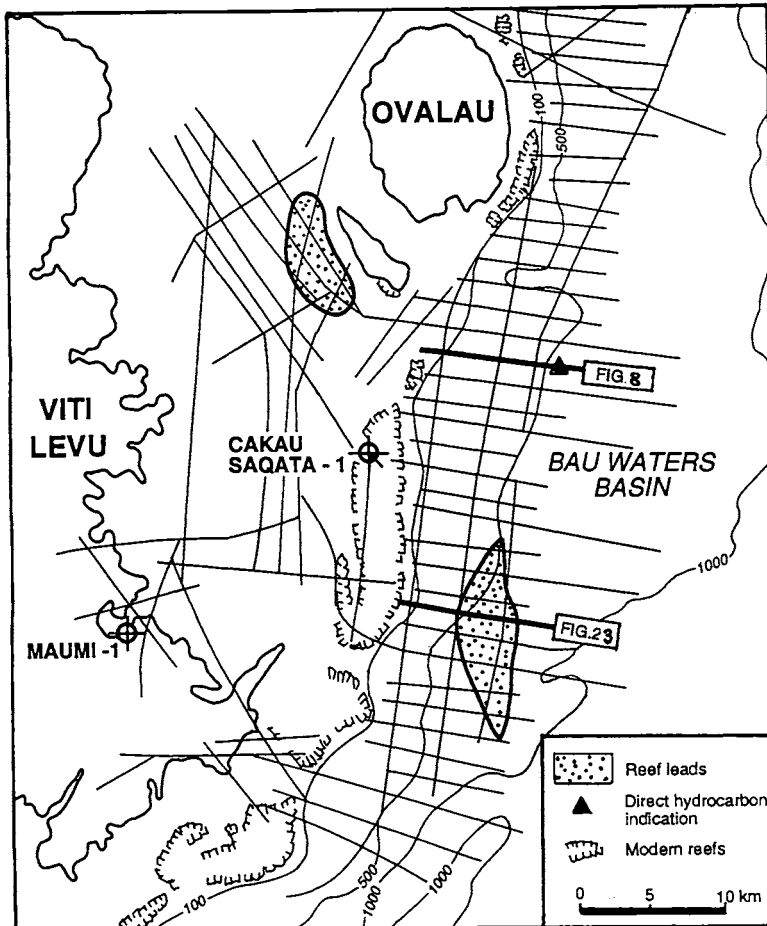 OVALAU
100
500
FIG.8
VITI
LEVU
CAKAU
SAQATA - 1
BAU WATERS
BASIN
1000
MAUMI -1
FIG.23
Reef leads
Direct hydrocarbon
indication
Modern reefs
0 5 10 km
100
500
1000
1000